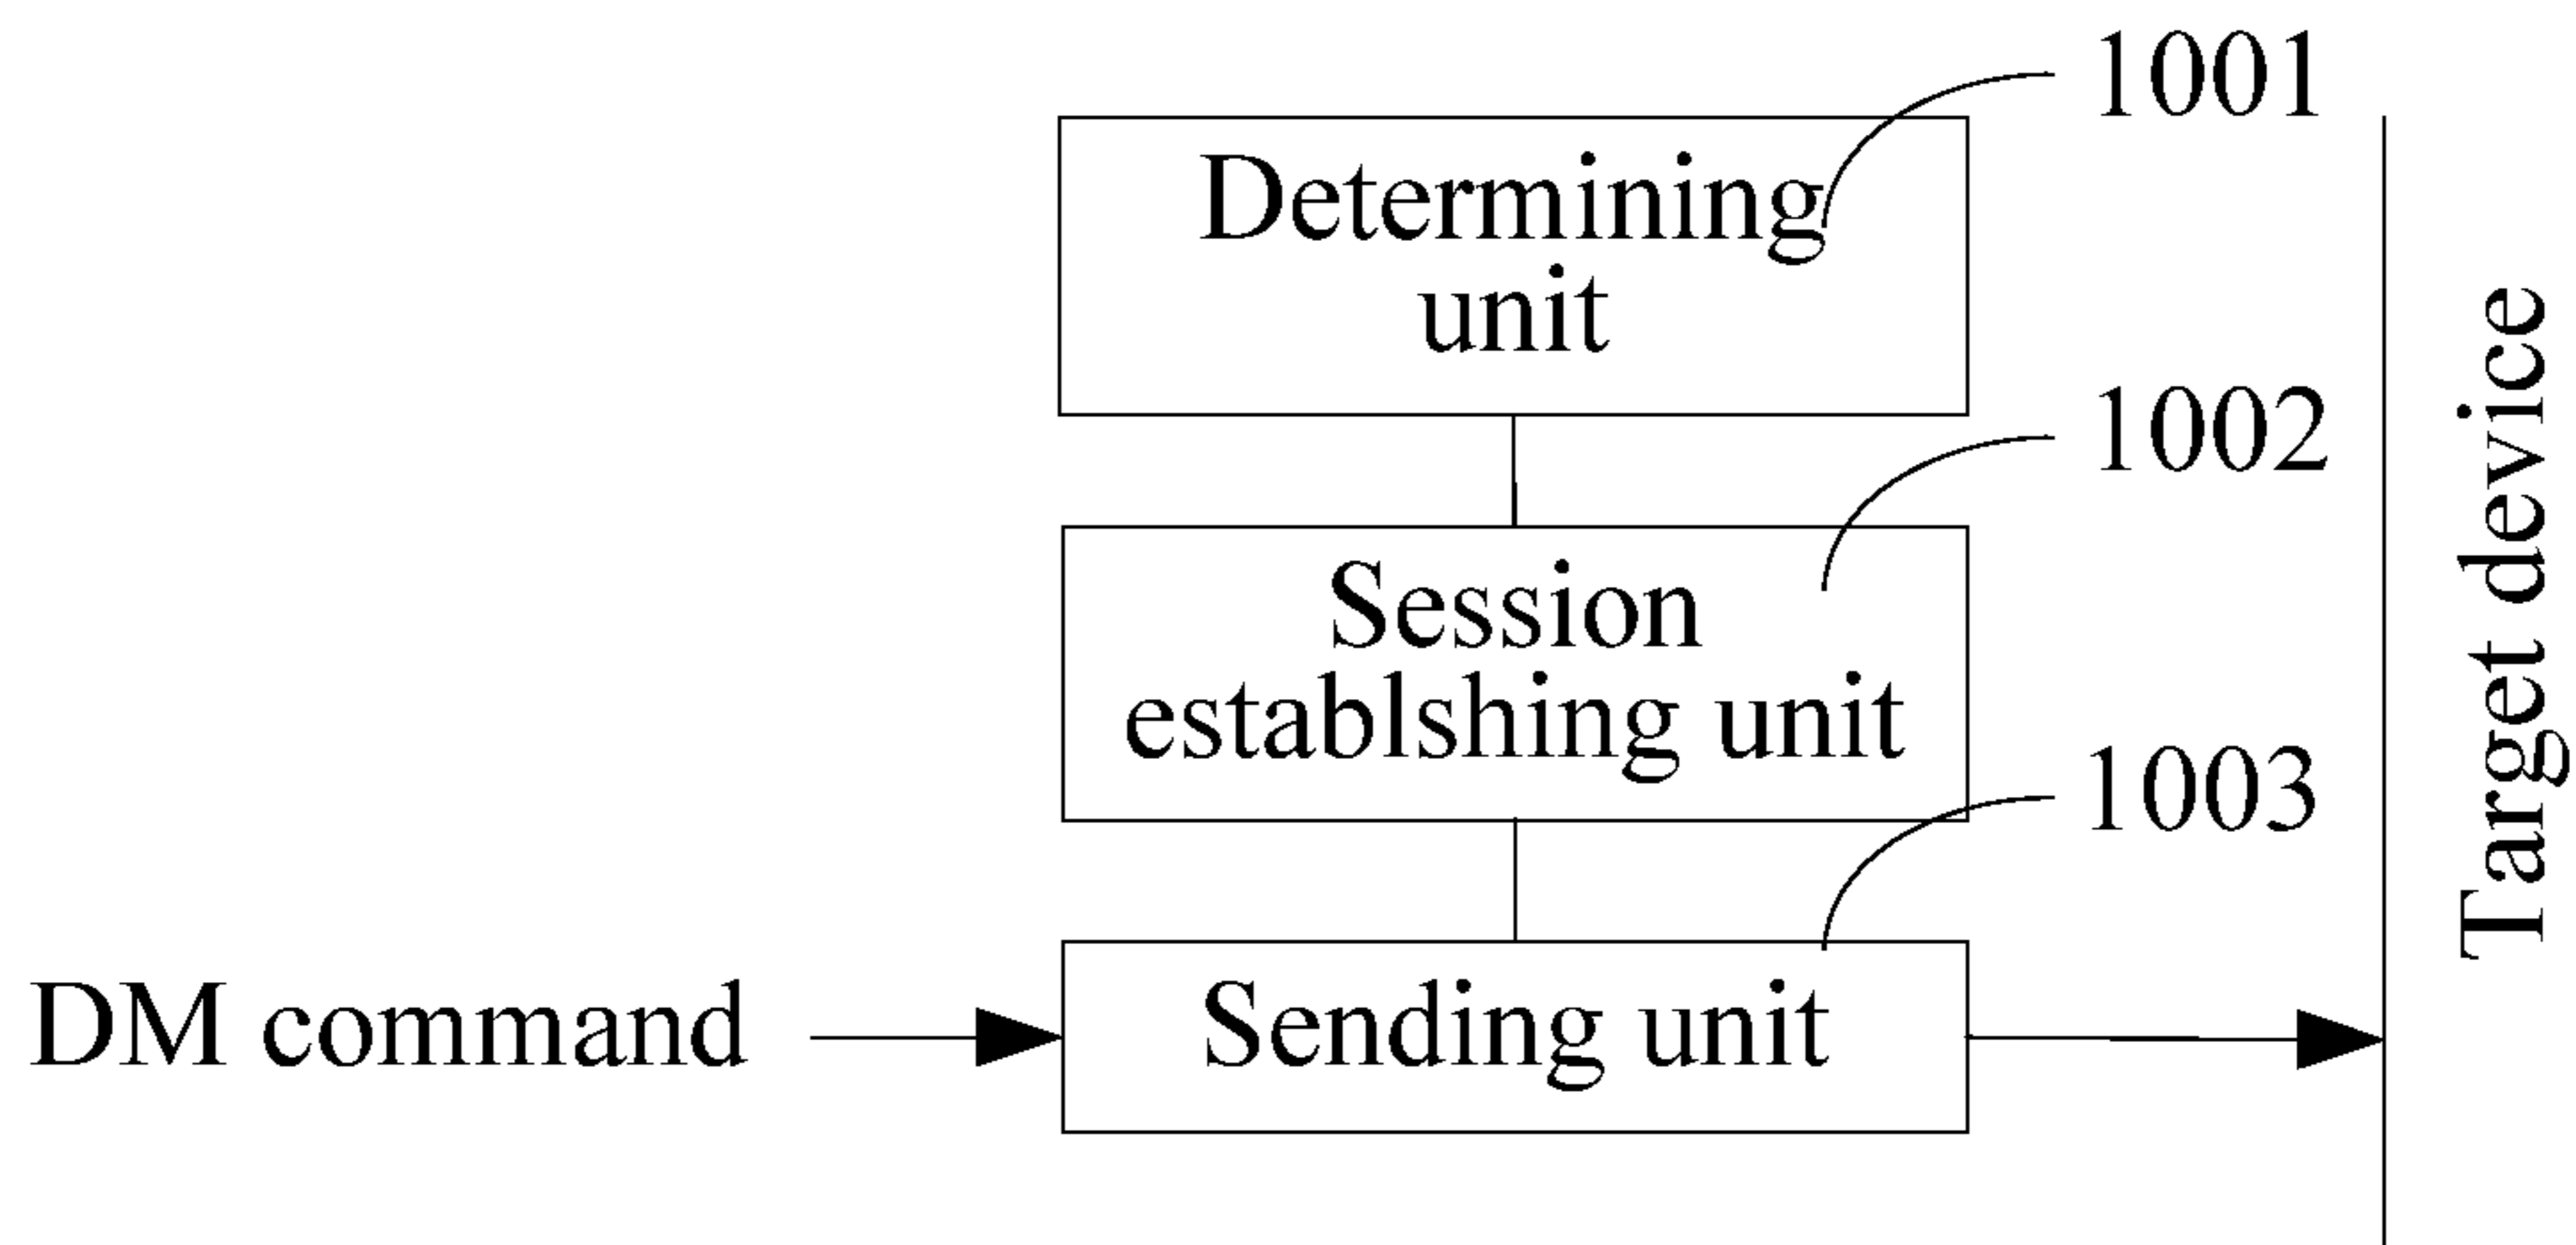 1001
Determining
unit
1002
Session
establshing unit
1003
DM command
Sending unit
Target device